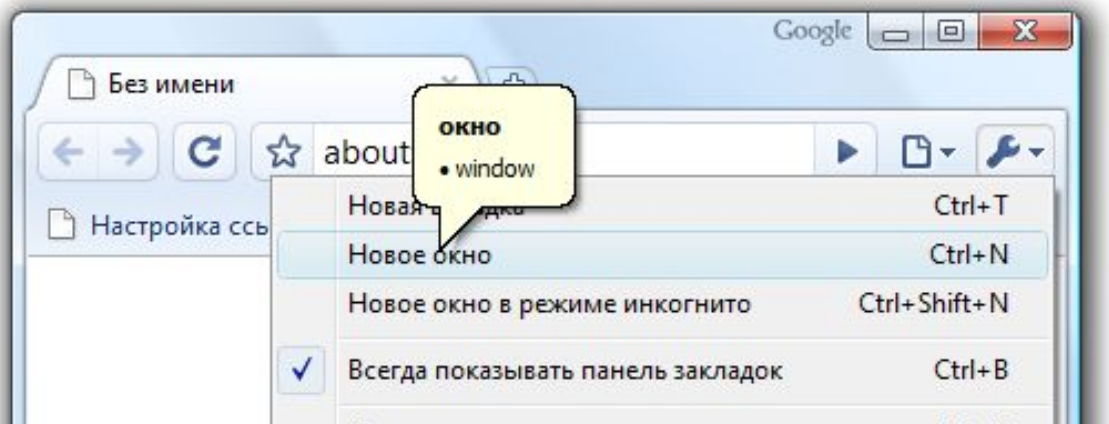 Google
Без имени
окно
• window
about
Настройка ссы
Новая Ctrl+T
Новое окно Ctrl+N
Новое окно в режиме инкогнито Ctrl+Shift+N
Всегда показывать панель закладок Ctrl+B